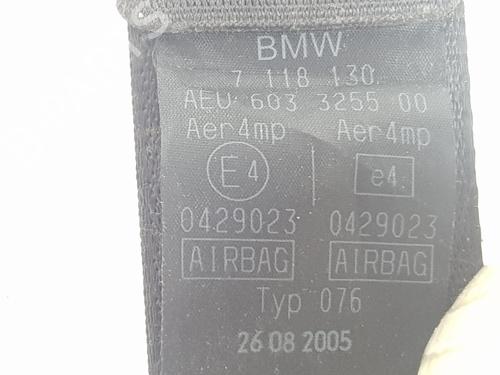 BMW
7 118 130
AEU 603 3255 00
Aer4mp Aer4mp
E4 e4
0429023 0429023
AIRBAG AIRBAG
Typ 076
26 08 2005